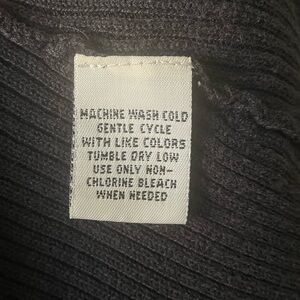 MACHINE WASH COLD
GENTLE CYCLE
WITH LIKE COLORS
TUMBLE DRY LOW
USE ONLY NON-
CHLORINE BLEACH
WHEN NEEDED